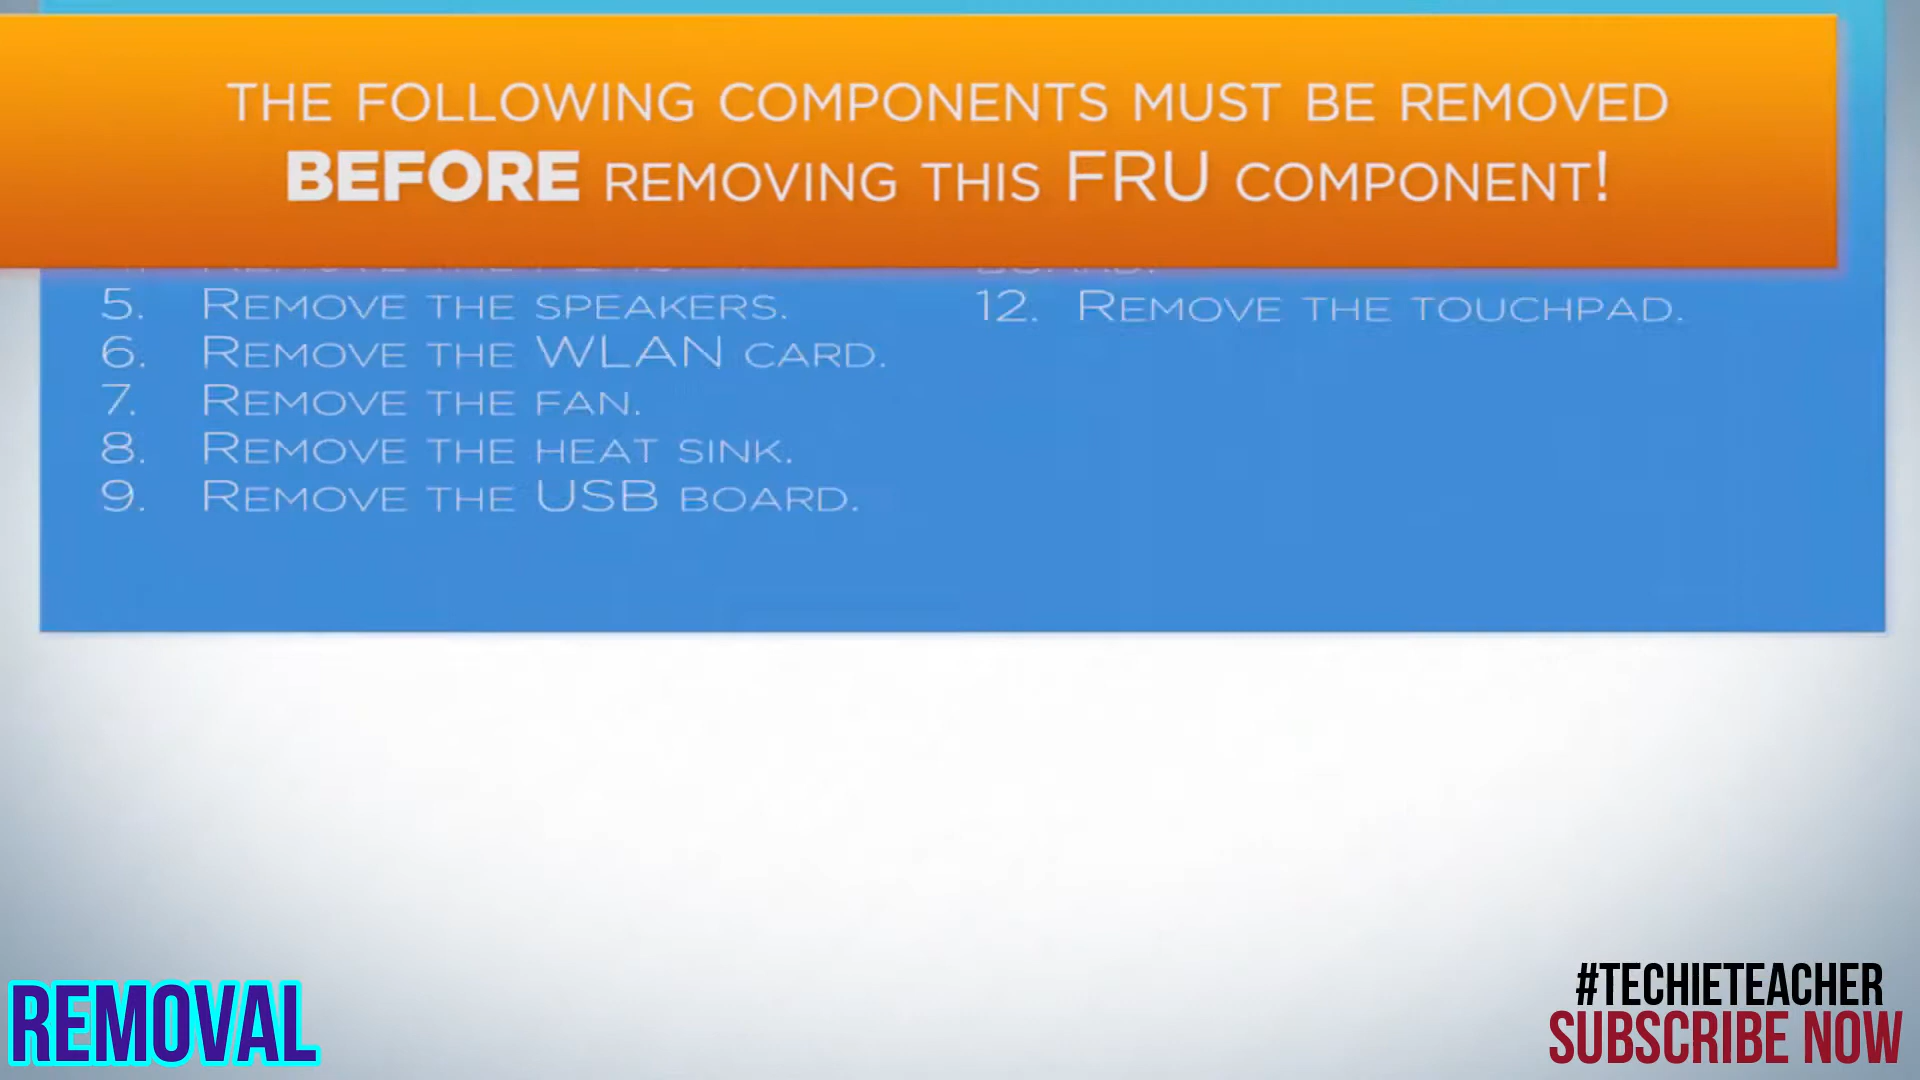 THE FOLLOWING COMPONENTS MUST BE REMOVED
BEFORE REMOVING THIS FRU COMPONENT!
5. REMOVE THE SPEAKERS.
6. REMOVE THE WLAN CARD.
7. REMOVE THE FAN.
8. REMOVE THE HEAT SINK.
9. REMOVE THE USB BOARD.
12. REMOVE THE TOUCHPAD.
REMOVAL
#TECHIETEACHER
SUBSCRIBE NOW